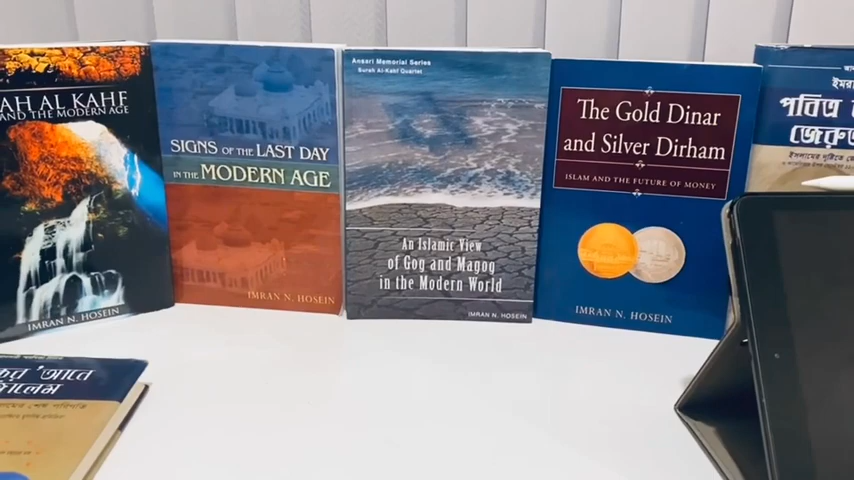 AH AL KAHF
AND THE MODERN AGE
IMRAN N. HOSEIN
SIGNS OF THE LAST DAY
IN THE MODERN AGE
IMRAN N. HOSEIN
Ansari Memorial Series
Surah Al-Kahf Quartet
AN Islamic View
OF Gog AND Magog
IN THE Modern World
IMRAN N. HOSEIN
The Gold Dinar
and Silver Dirham
ISLAM AND THE FUTURE OF MONEY
IMRAN N. HOSEIN
পবিত্র
জেরু
ইসলামের দৃষ্টিতে